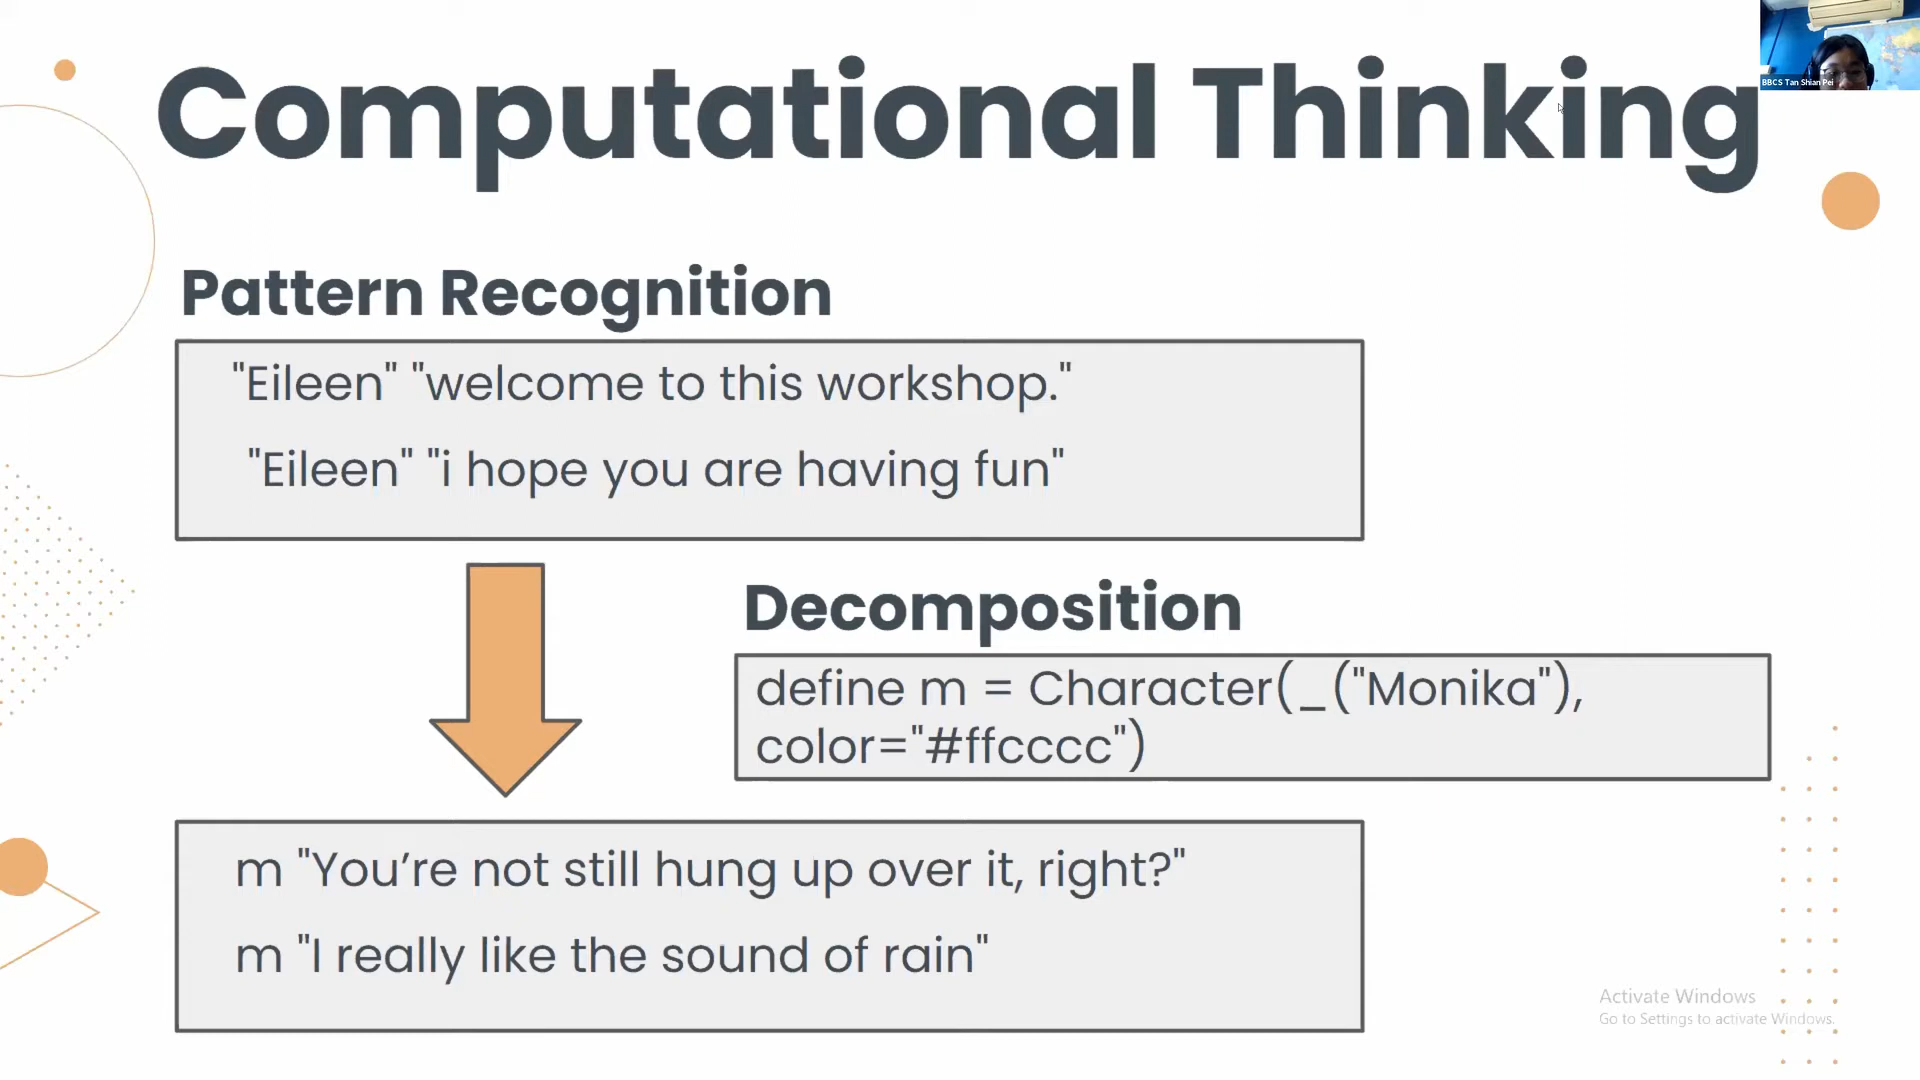 Computational Thinking
BBCS Tan Shian Pei
Pattern Recognition
"Eileen" "welcome to this workshop."
"Eileen" "i hope you are having fun"
Decomposition
define m = Character(_("Monika"),
color="#ffcccc")
m "You’re not still hung up over it, right?"
m "I really like the sound of rain"
Activate Windows
Go to Settings to activate Windows.